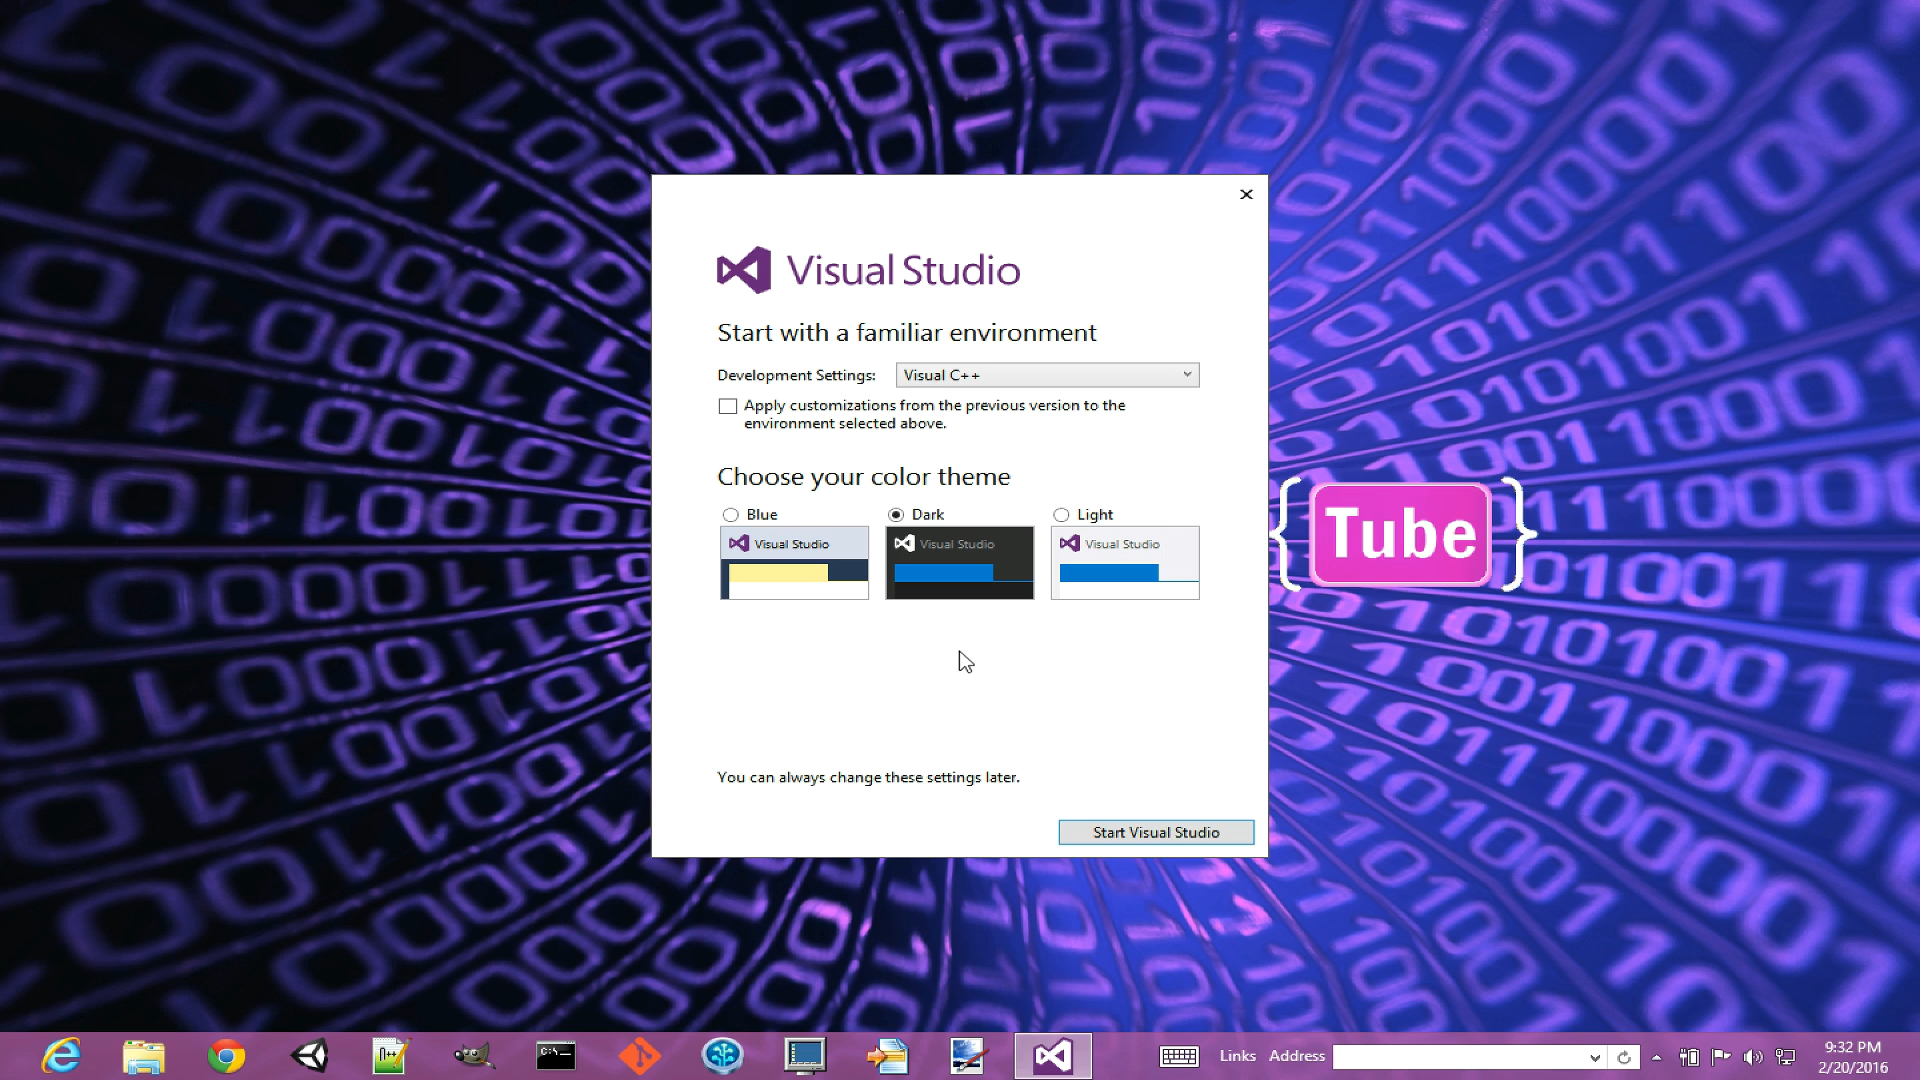 Visual Studio
Start with a familiar environment
Development Settings: Visual C++
Apply customizations from the previous version to the
environment selected above.
Choose your color theme
Blue Dark Light
Visual Studio Visual Studio Visual Studio
{Tube}
You can always change these settings later.
Start Visual Studio
Links Address
9:32 PM
2/20/2016